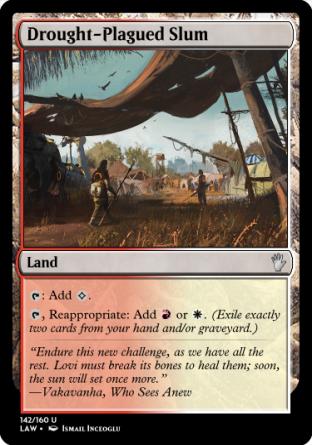 Drought-Plagued Slum
Land
: Add .
, Reappropriate: Add or . (Exile exactly
two cards from your hand and/or graveyard.)
“Endure this new challenge, as we have all the
rest. Lovi must break its bones to heal them; soon,
the sun will set once more.”
—Vakavanha, Who Sees Anew
142/160 U
LAW • Ismail Inceoglu